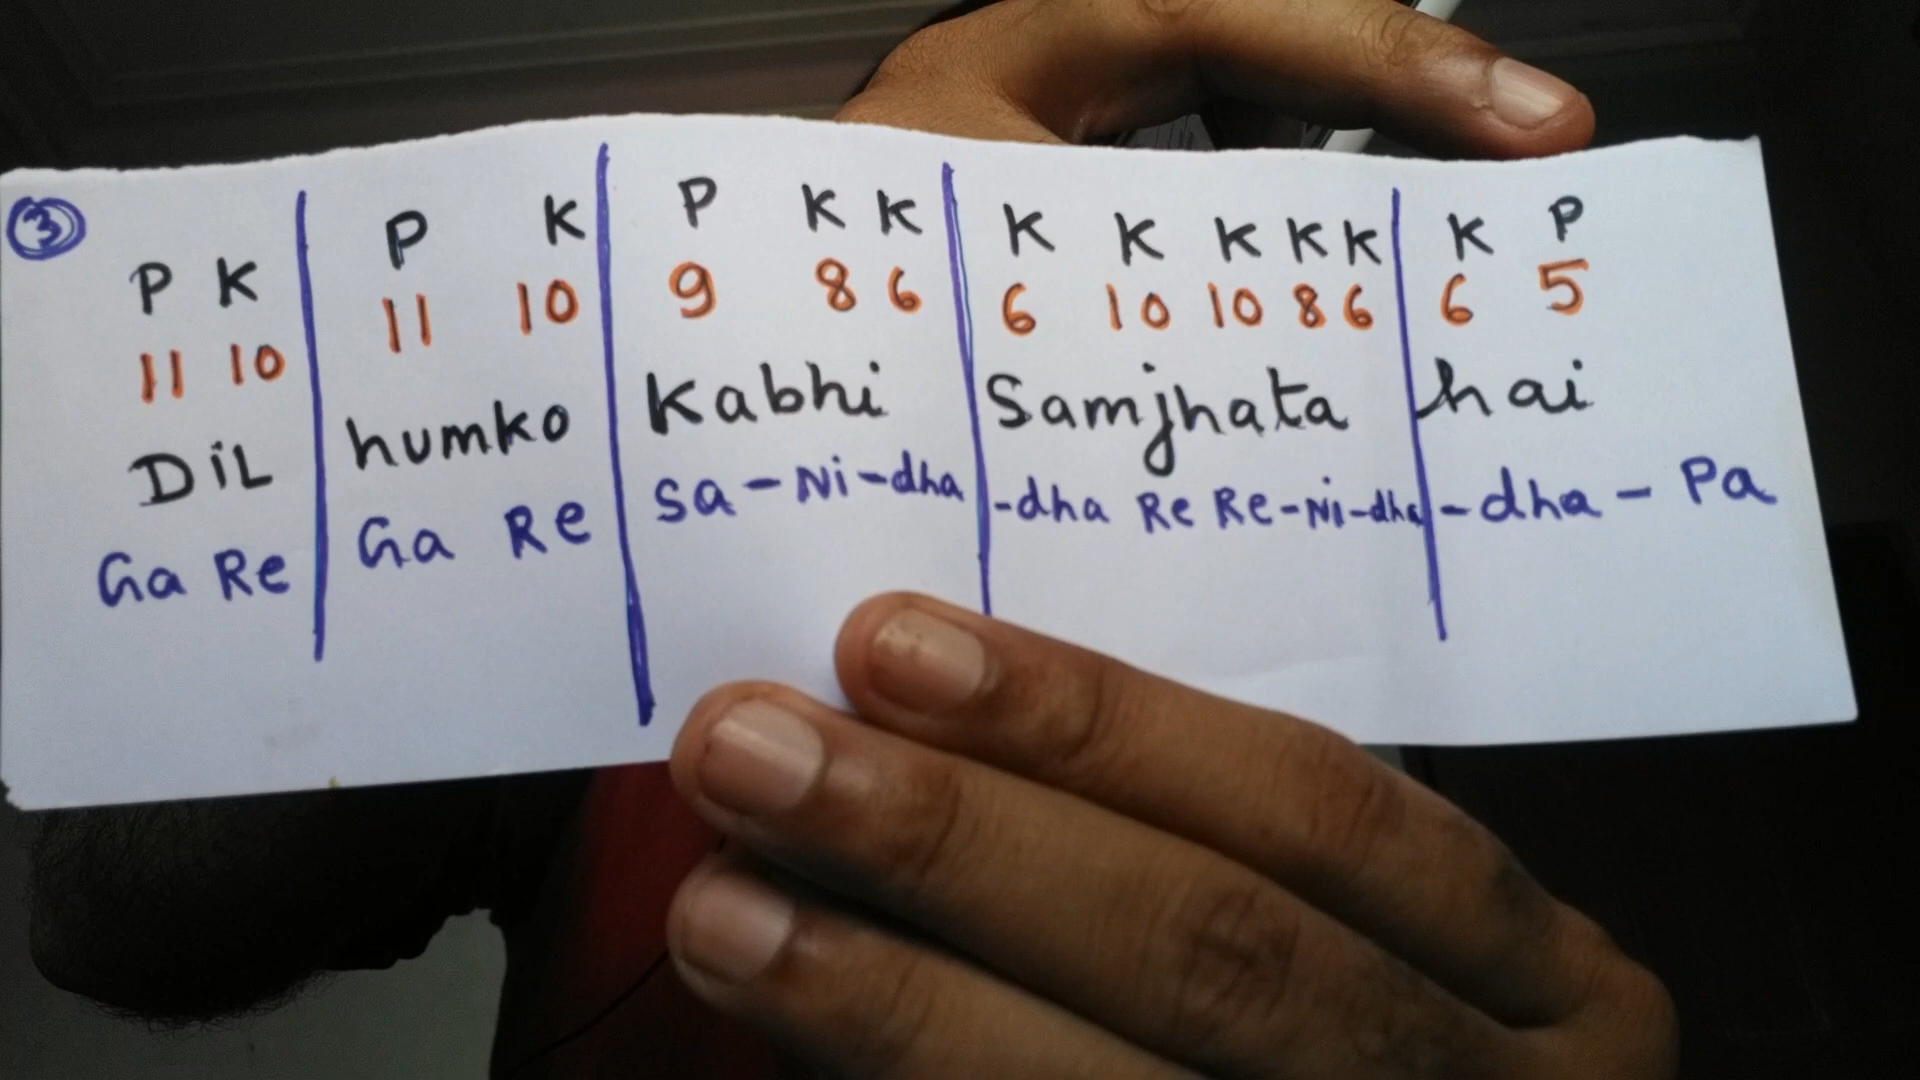 ③
P K | P K | P K K | K K K K K | K P
11 10 | 11 10 | 9 8 6 | 6 10 10 8 6 | 6 5
DiL | humko | Kabhi | Samjhata | hai
Ga Re | Ga Re | Sa - Ni - dha | - dha Re Re - Ni - dha | - dha - Pa